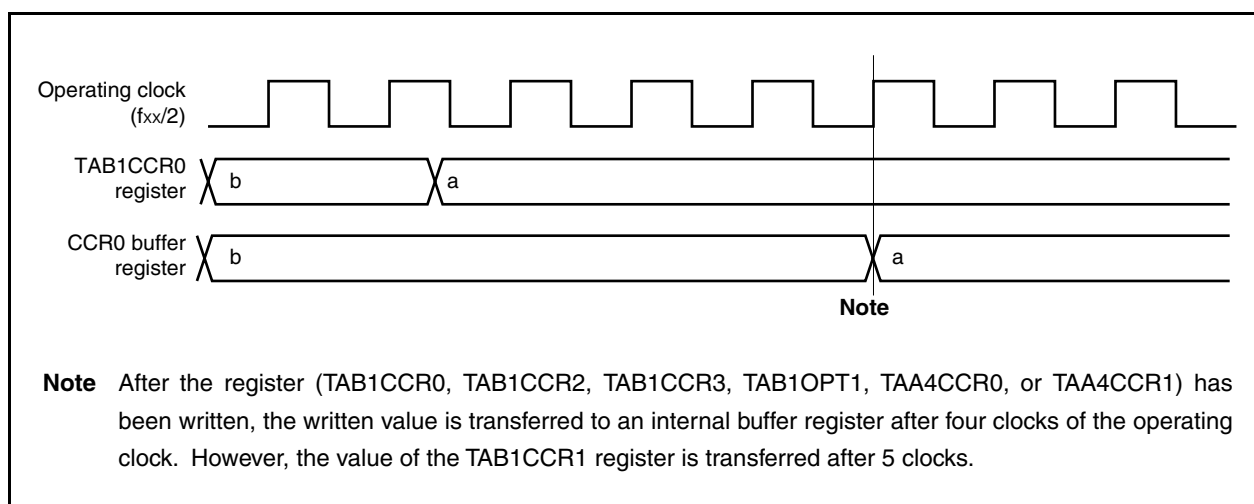 Operating clock
(fxx/2)
TAB1CCR0
register
b
a
CCR0 buffer
register
b
a
Note
Note After the register (TAB1CCR0, TAB1CCR2, TAB1CCR3, TAB1OPT1, TAA4CCR0, or TAA4CCR1) has
been written, the written value is transferred to an internal buffer register after four clocks of the operating
clock. However, the value of the TAB1CCR1 register is transferred after 5 clocks.